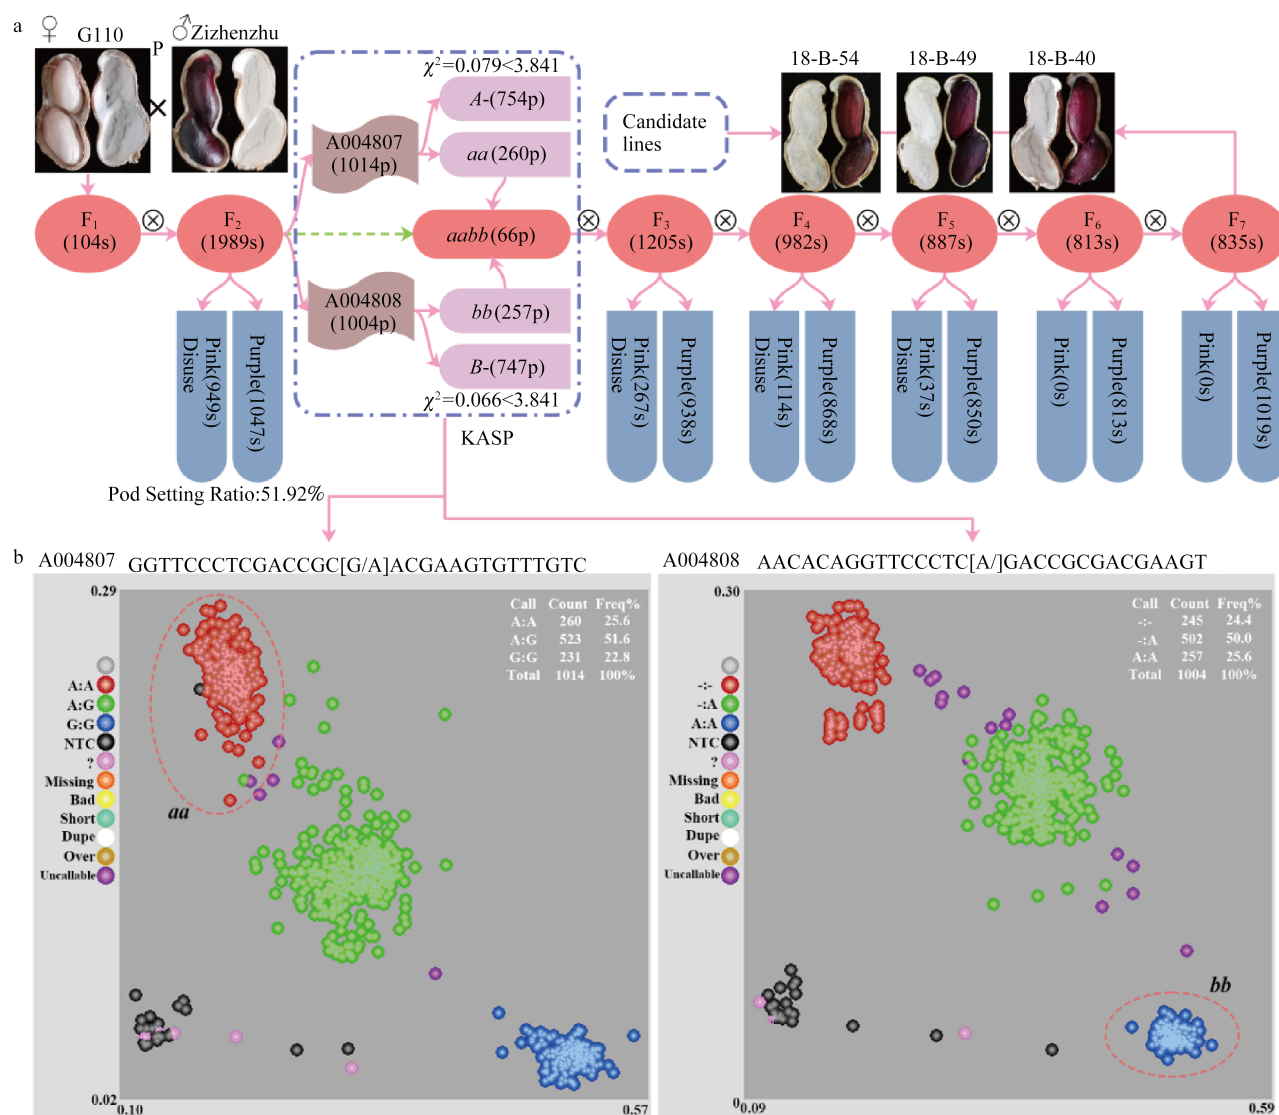 a
♀
G110
P
♂Zizhenzhu
×
χ²=0.079<3.841
A-(754p)
A004807
(1014p)
aa(260p)
aabb(66p)
A004808
(1004p)
bb(257p)
B-(747p)
χ²=0.066<3.841
KASP
Candidate
lines
18-B-54
18-B-49
18-B-40
F₁
(104s)
⊗
F₂
(1989s)
⊗
F₃
(1205s)
⊗
F₄
(982s)
⊗
F₅
(887s)
⊗
F₆
(813s)
⊗
F₇
(835s)
Pink(949s)
Disuse
Purple(1047s)
Pink(267s)
Disuse
Purple(938s)
Pink(114s)
Disuse
Purple(868s)
Pink(37s)
Disuse
Purple(850s)
Pink(0s)
Purple(813s)
Pink(0s)
Purple(1019s)
Pod Setting Ratio:51.92%
b
A004807
GGTTCCCTCGACCGC[G/A]ACGAAGTGTTTGTC
0.29
Call Count Freq%
A:A 260 25.6
A:G 523 51.6
G:G 231 22.8
Total 1014 100%
A:A
A:G
G:G
NTC
?
Missing
Bad
Short
Dupe
Over
Uncallable
aa
0.02
0.10
0.57
A004808
AACACAGGTTCCCTC[A/]GACCGCGACGAAGT
0.30
Call Count Freq%
-:- 245 24.4
-:A 502 50.0
A:A 257 25.6
Total 1004 100%
-:-
-:A
A:A
NTC
?
Missing
Bad
Short
Dupe
Over
Uncallable
bb
0
0.09
0.59